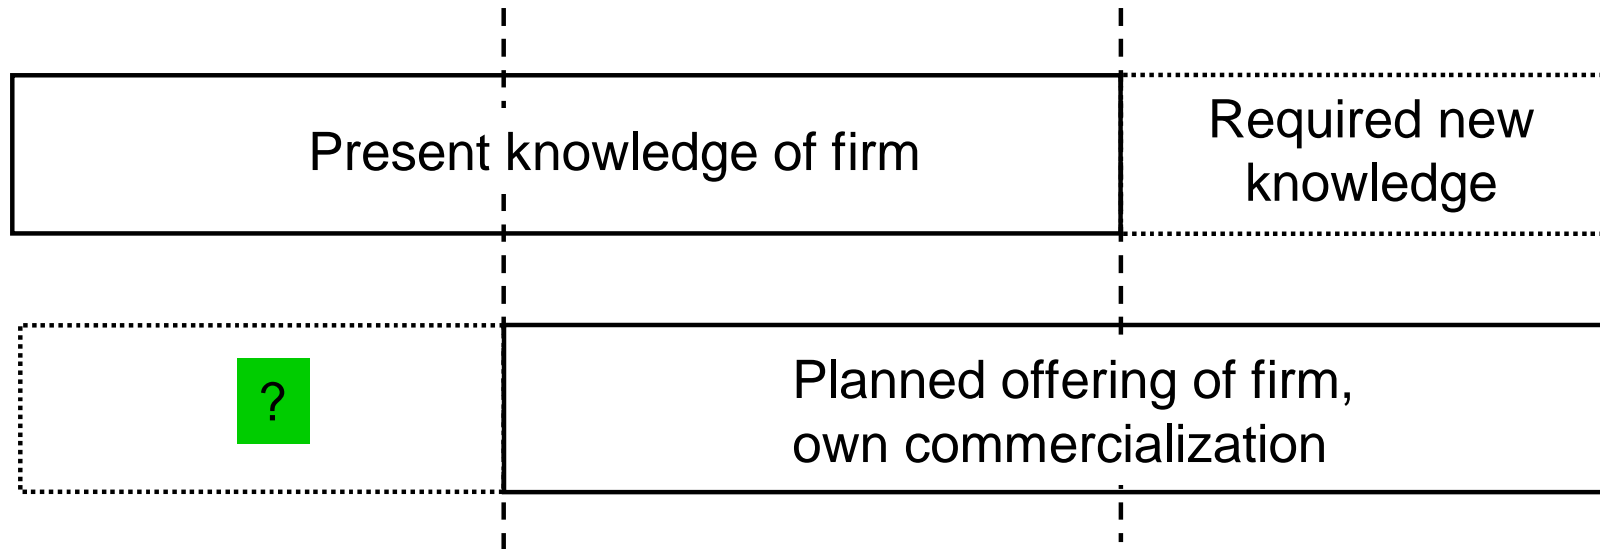 Present knowledge of firm
Required new
knowledge
?
Planned offering of firm,
own commercialization